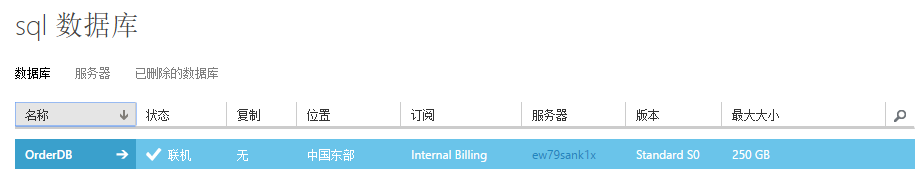 sql 数据库
数据库 服务器 已删除的数据库
名称 状态 复制 位置 订阅 服务器 版本 最大大小
OrderDB 联机 无 中国东部 Internal Billing ew79sank1x Standard S0 250 GB